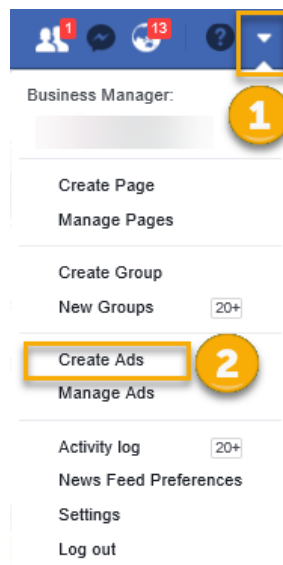 1 13 ?
Business Manager:
1
Create Page
Manage Pages
Create Group
New Groups 20+
Create Ads
2
Manage Ads
Activity log 20+
News Feed Preferences
Settings
Log out